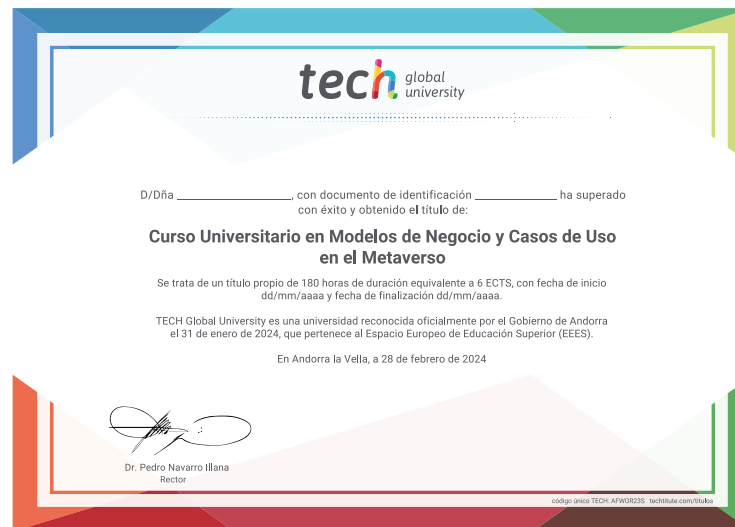 tech global university
D/Dña ____________________, con documento de identificación ______________ ha superado
con éxito y obtenido el título de:
Curso Universitario en Modelos de Negocio y Casos de Uso
en el Metaverso
Se trata de un título propio de 180 horas de duración equivalente a 6 ECTS, con fecha de inicio
dd/mm/aaaa y fecha de finalización dd/mm/aaaa.
TECH Global University es una universidad reconocida oficialmente por el Gobierno de Andorra
el 31 de enero de 2024, que pertenece al Espacio Europeo de Educación Superior (EEES).
En Andorra la Vella, a 28 de febrero de 2024
Dr. Pedro Navarro Illana
Rector
código único TECH: AFWOR23S techtitute.com/titulos